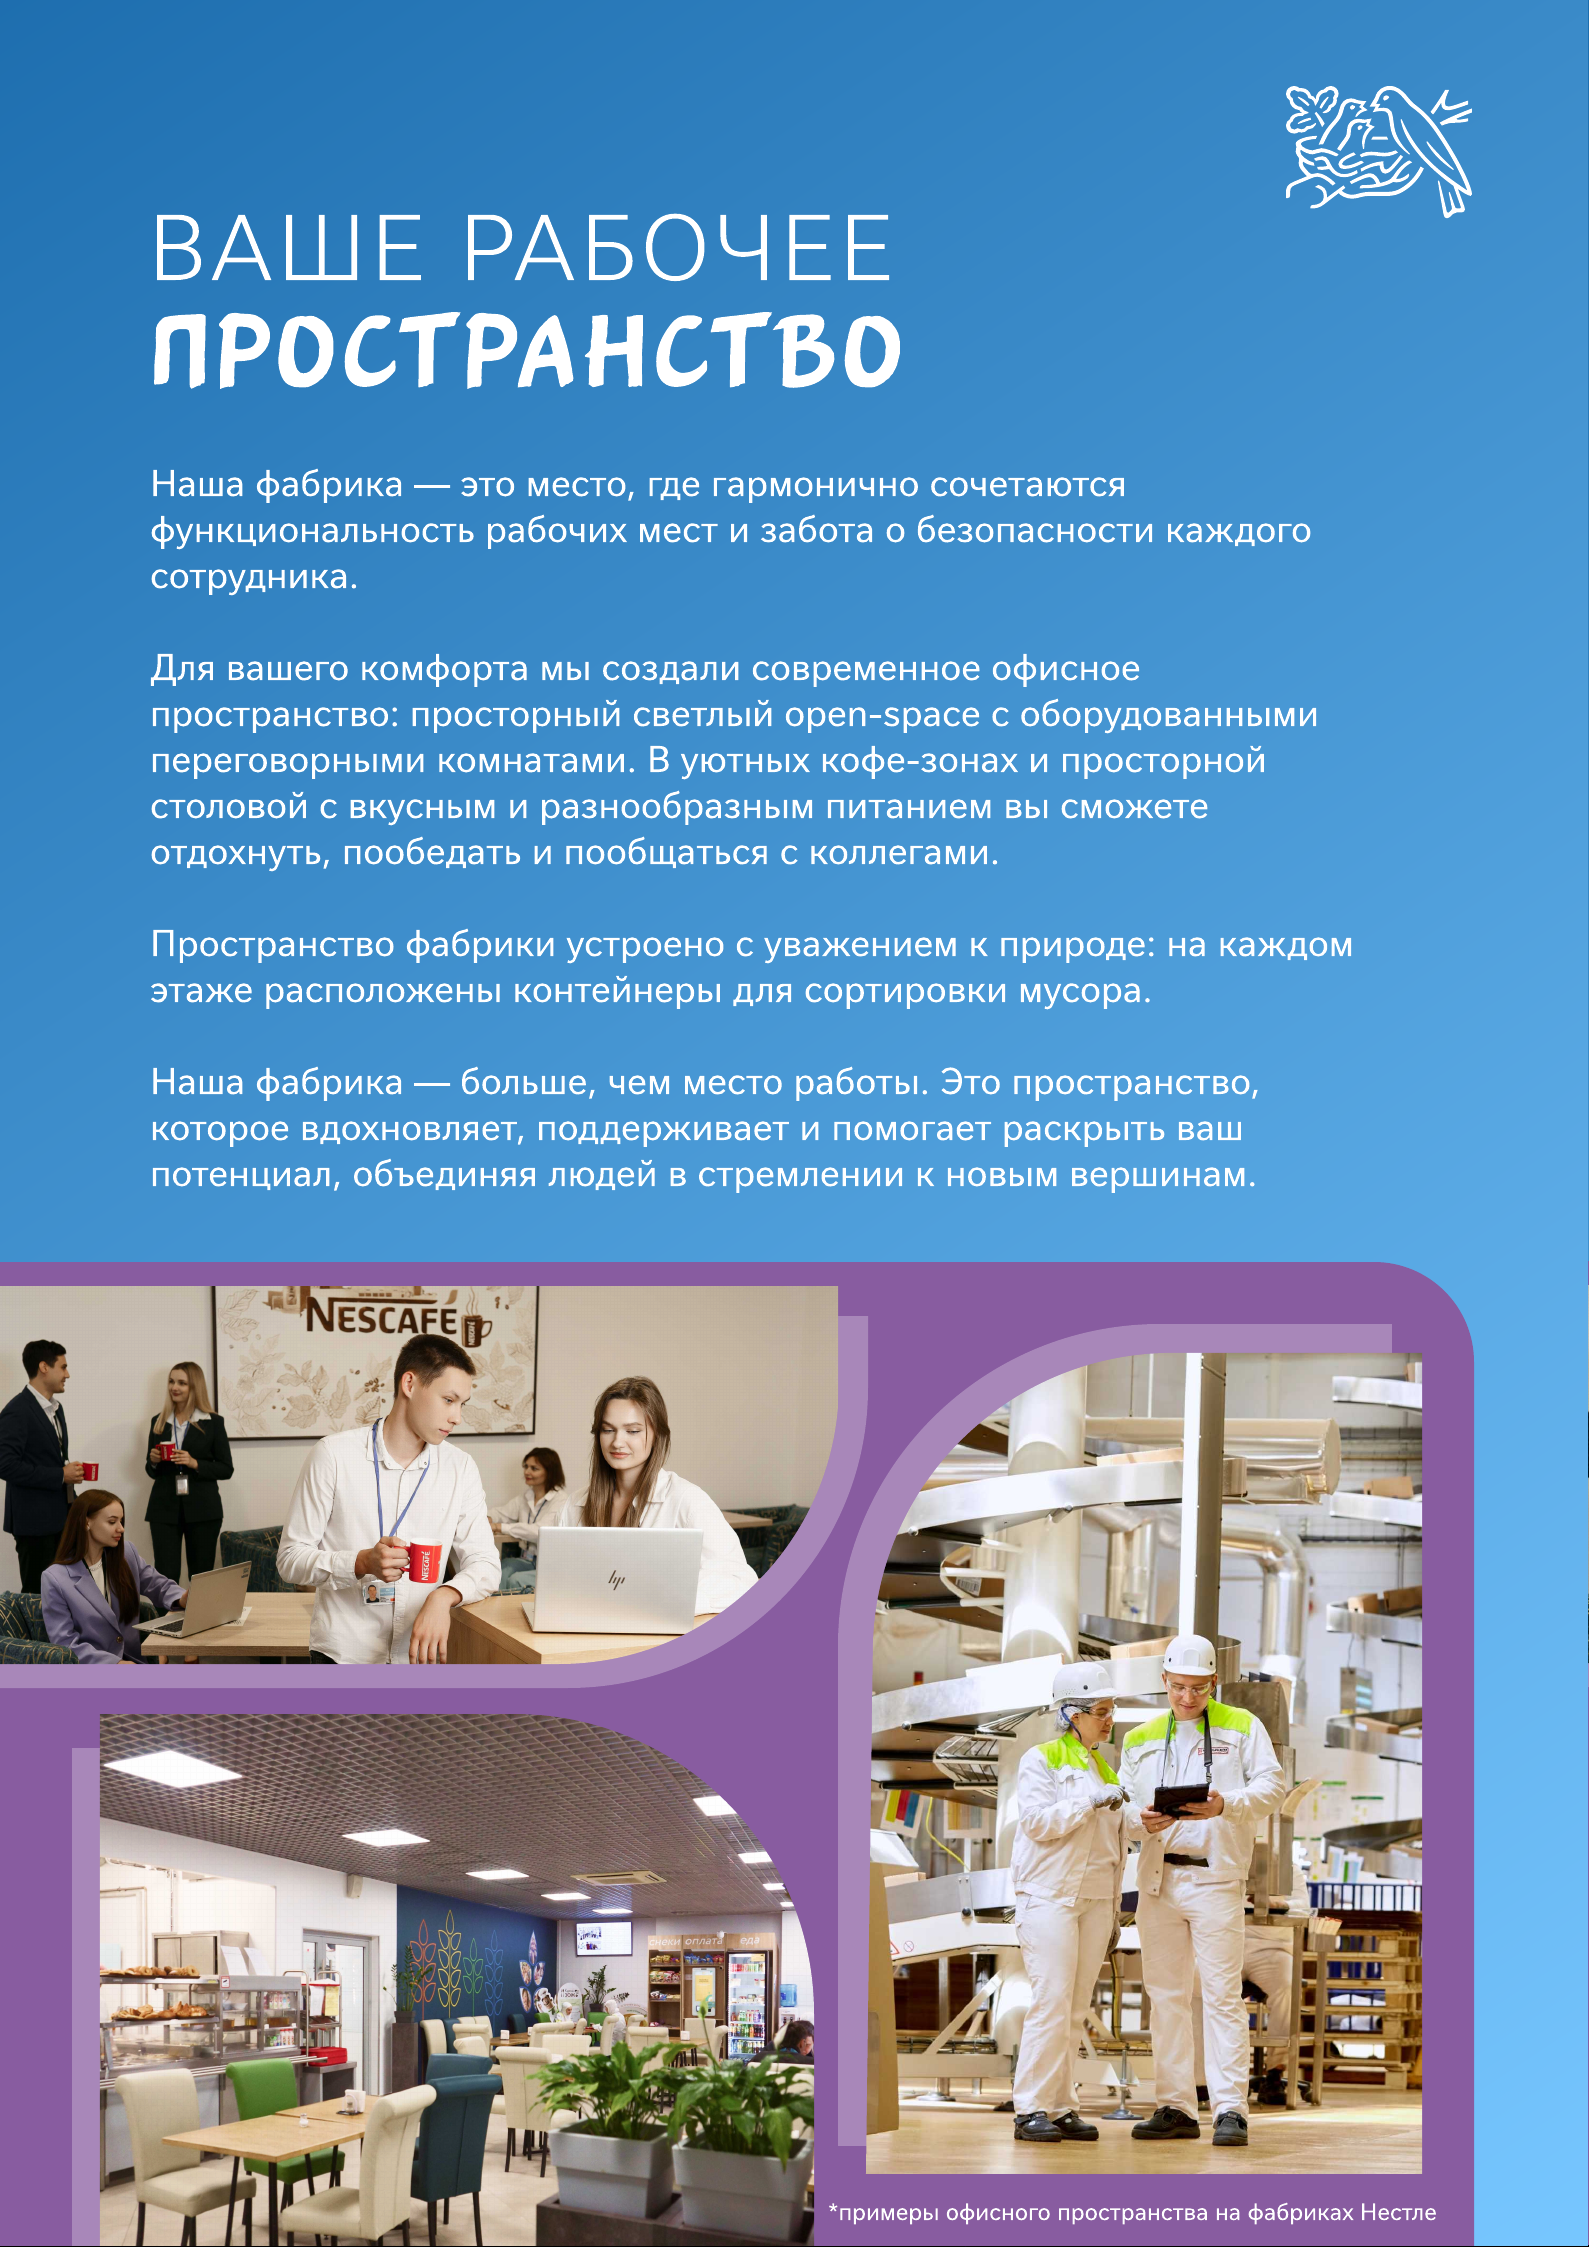 ВАШЕ РАБОЧЕЕ
ПРОСТРАНСТВО
Наша фабрика — это место, где гармонично сочетаются
функциональность рабочих мест и забота о безопасности каждого
сотрудника.
Для вашего комфорта мы создали современное офисное
пространство: просторный светлый open-space с оборудованными
переговорными комнатами. В уютных кофе-зонах и просторной
столовой с вкусным и разнообразным питанием вы сможете
отдохнуть, пообедать и пообщаться с коллегами.
Пространство фабрики устроено с уважением к природе: на каждом
этаже расположены контейнеры для сортировки мусора.
Наша фабрика — больше, чем место работы. Это пространство,
которое вдохновляет, поддерживает и помогает раскрыть ваш
потенциал, объединяя людей в стремлении к новым вершинам.
NESCAFÉ
NESCAFÉ
hp
снеки оплата еда
*примеры офисного пространства на фабриках Нестле